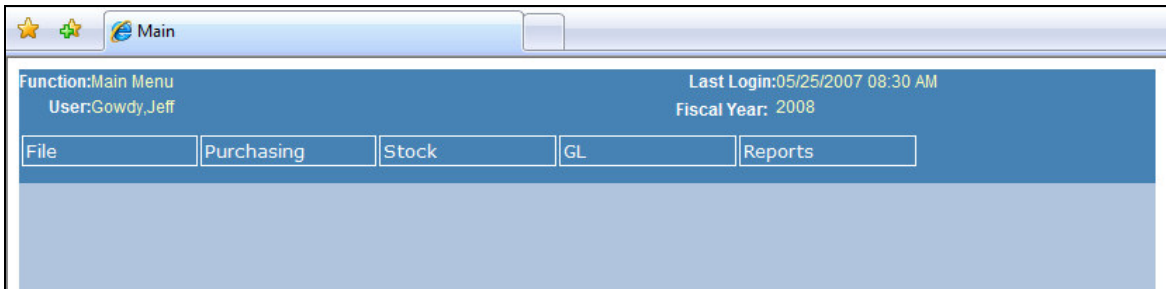 Main
Function:Main Menu
Last Login:05/25/2007 08:30 AM
User:Gowdy,Jeff
Fiscal Year: 2008
File
Purchasing
Stock
GL
Reports